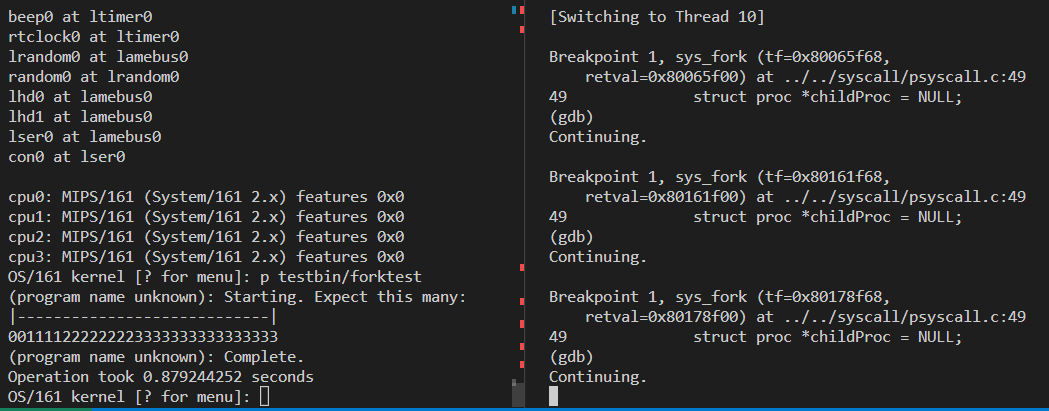 beep0 at ltimer0
rtclock0 at ltimer0
lrandom0 at lamebus0
random0 at lrandom0
lhd0 at lamebus0
lhd1 at lamebus0
lser0 at lamebus0
con0 at lser0
cpu0: MIPS/161 (System/161 2.x) features 0x0
cpu1: MIPS/161 (System/161 2.x) features 0x0
cpu2: MIPS/161 (System/161 2.x) features 0x0
cpu3: MIPS/161 (System/161 2.x) features 0x0
OS/161 kernel [? for menu]: p testbin/forktest
(program name unknown): Starting. Expect this many:
|----------------------------|
001111222222223333333333333333
(program name unknown): Complete.
Operation took 0.879244252 seconds
OS/161 kernel [? for menu]:
[Switching to Thread 10]
Breakpoint 1, sys_fork (tf=0x80065f68,
    retval=0x80065f00) at ../../syscall/psyscall.c:49
49              struct proc *childProc = NULL;
(gdb)
Continuing.
Breakpoint 1, sys_fork (tf=0x80161f68,
    retval=0x80161f00) at ../../syscall/psyscall.c:49
49              struct proc *childProc = NULL;
(gdb)
Continuing.
Breakpoint 1, sys_fork (tf=0x80178f68,
    retval=0x80178f00) at ../../syscall/psyscall.c:49
49              struct proc *childProc = NULL;
(gdb)
Continuing.